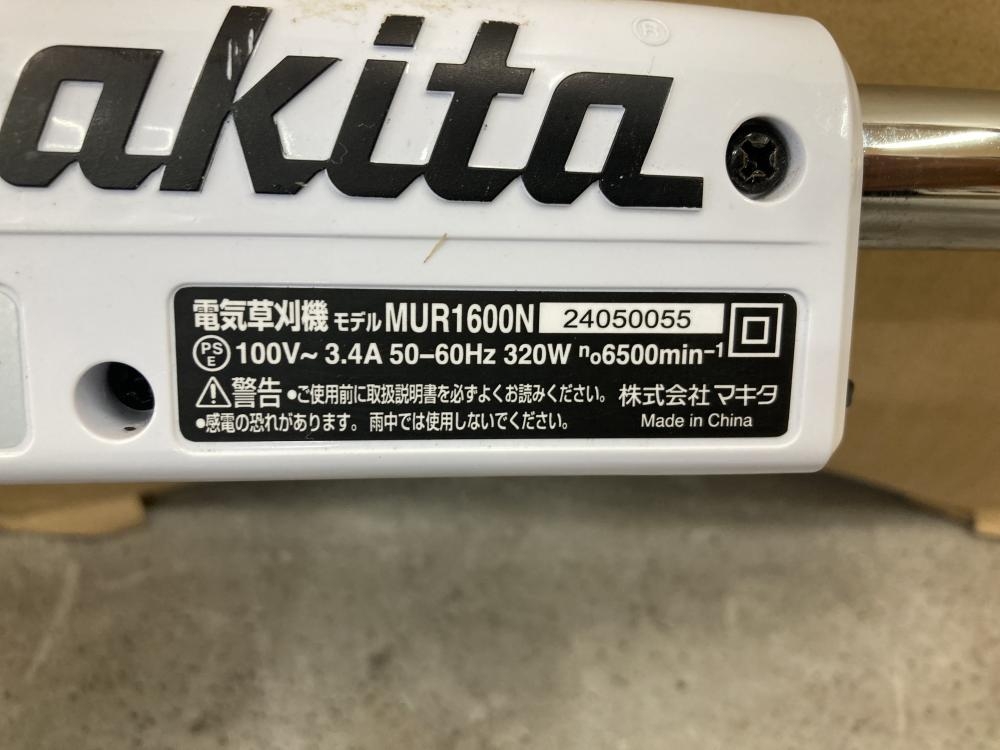 akita ®
電気草刈機 モデル MUR1600N 24050055
PS E 100V~ 3.4A 50–60Hz 320W n₀6500min⁻¹
警告 •ご使用前に取扱説明書を必ずよくお読みください。 株式会社 マキタ
•感電の恐れがあります。 雨中では使用しないでください。 Made in China